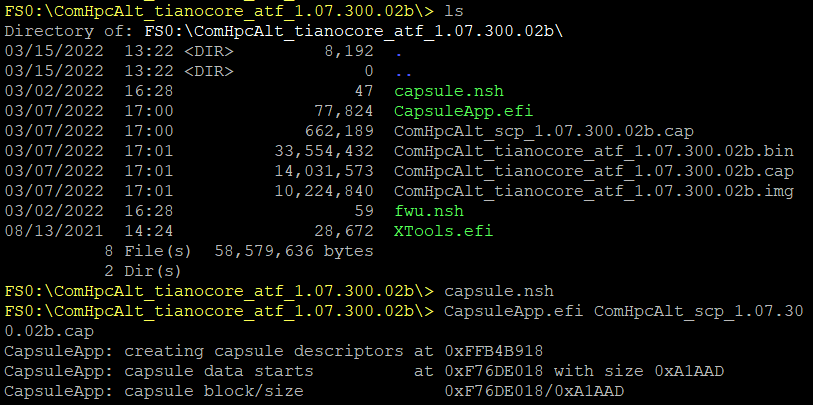 FS0:\ComHpcAlt_tianocore_atf_1.07.300.02b\> ls
Directory of: FS0:\ComHpcAlt_tianocore_atf_1.07.300.02b\
03/15/2022  13:22 <DIR>         8,192  .
03/15/2022  13:22 <DIR>             0  ..
03/02/2022  16:28                  47  capsule.nsh
03/07/2022  17:00              77,824  CapsuleApp.efi
03/07/2022  17:00             662,189  ComHpcAlt_scp_1.07.300.02b.cap
03/07/2022  17:01          33,554,432  ComHpcAlt_tianocore_atf_1.07.300.02b.bin
03/07/2022  17:01          14,031,573  ComHpcAlt_tianocore_atf_1.07.300.02b.cap
03/07/2022  17:01          10,224,840  ComHpcAlt_tianocore_atf_1.07.300.02b.img
03/02/2022  16:28                  59  fwu.nsh
08/13/2021  14:24              28,672  XTools.efi
          8 File(s)  58,579,636 bytes
          2 Dir(s)
FS0:\ComHpcAlt_tianocore_atf_1.07.300.02b\> capsule.nsh
FS0:\ComHpcAlt_tianocore_atf_1.07.300.02b\> CapsuleApp.efi ComHpcAlt_scp_1.07.30
0.02b.cap
CapsuleApp: creating capsule descriptors at 0xFFB4B918
CapsuleApp: capsule data starts          at 0xF76DE018 with size 0xA1AAD
CapsuleApp: capsule block/size              0xF76DE018/0xA1AAD